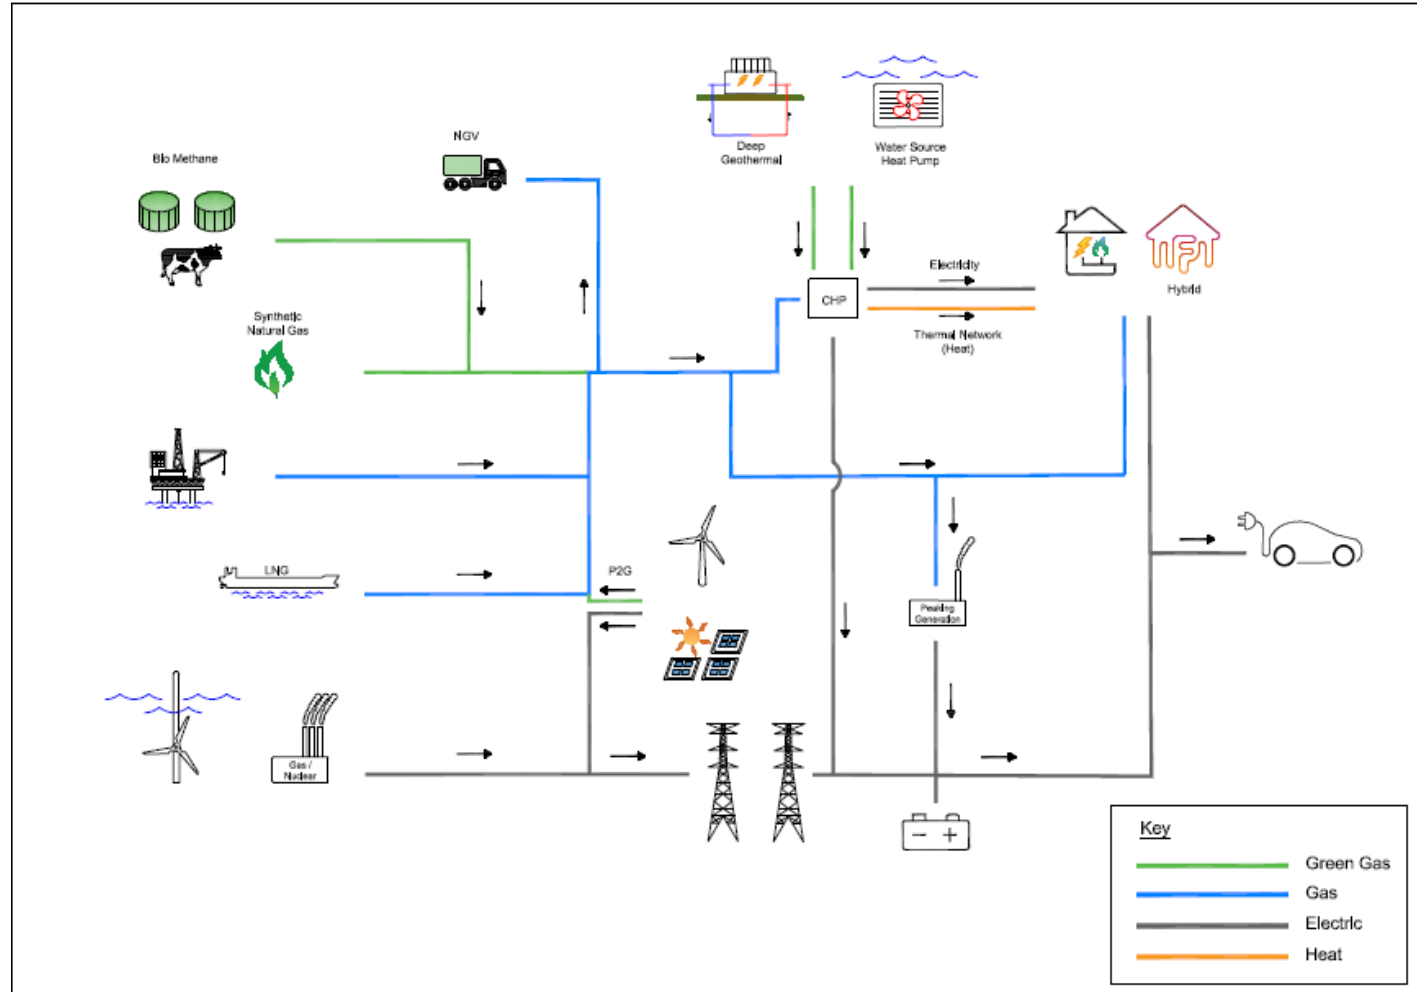 Deep
Geothermal
Water Source
Heat Pump
NGV
Bio Methane
Electricity
CHP
Hybrid
Synthetic
Natural Gas
Thermal Network
(Heat)
LNG
P2G
Peaking
Generation
Gas /
Nuclear
- +
Key
Green Gas
Gas
Electric
Heat